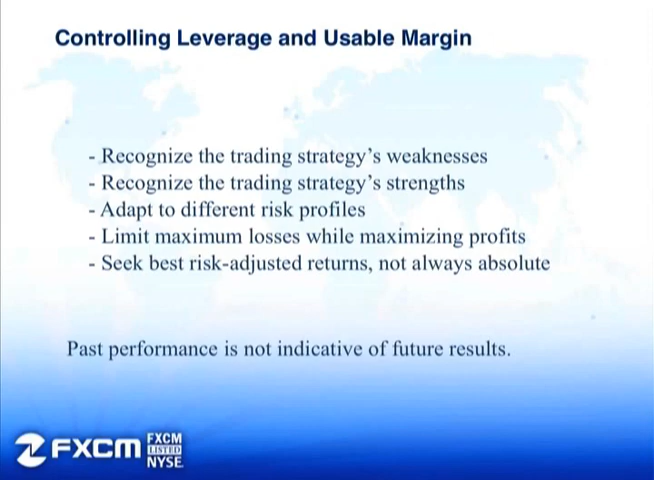 Controlling Leverage and Usable Margin
- Recognize the trading strategy's weaknesses
- Recognize the trading strategy's strengths
- Adapt to different risk profiles
- Limit maximum losses while maximizing profits
- Seek best risk-adjusted returns, not always absolute
Past performance is not indicative of future results.
FXCM
FXCM
LISTED
NYSE